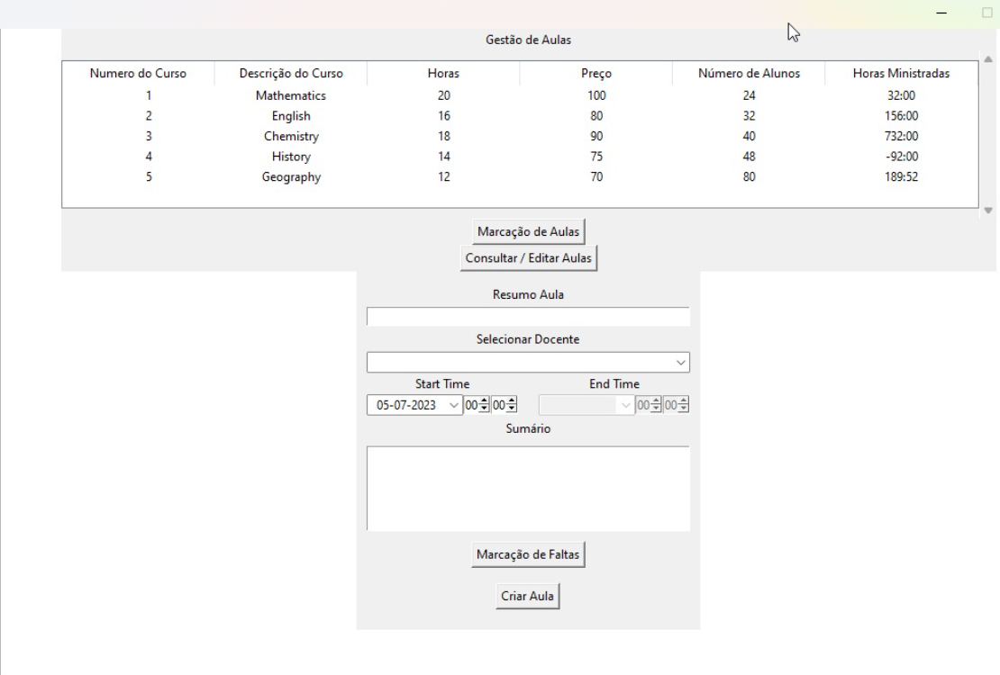 Gestão de Aulas
Numero do Curso Descrição do Curso Horas Preço Número de Alunos Horas Ministradas
1 Mathematics 20 100 24 32:00
2 English 16 80 32 156:00
3 Chemistry 18 90 40 732:00
4 History 14 75 48 -92:00
5 Geography 12 70 80 189:52
Marcação de Aulas
Consultar / Editar Aulas
Resumo Aula
Selecionar Docente
Start Time End Time
05-07-2023 00 00 00 00
Sumário
Marcação de Faltas
Criar Aula